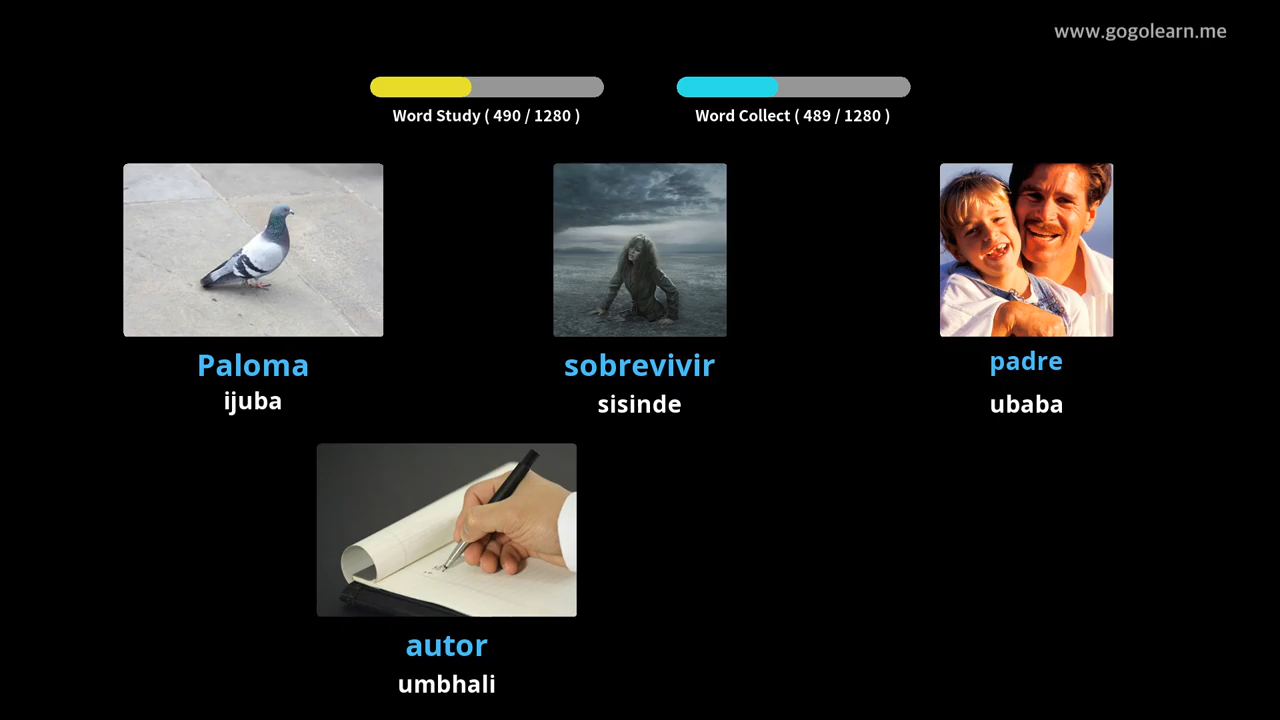 www.gogolearn.me
Word Study ( 490 / 1280 )
Word Collect ( 489 / 1280 )
Paloma
ijuba
sobrevivir
sisinde
padre
ubaba
autor
umbhali